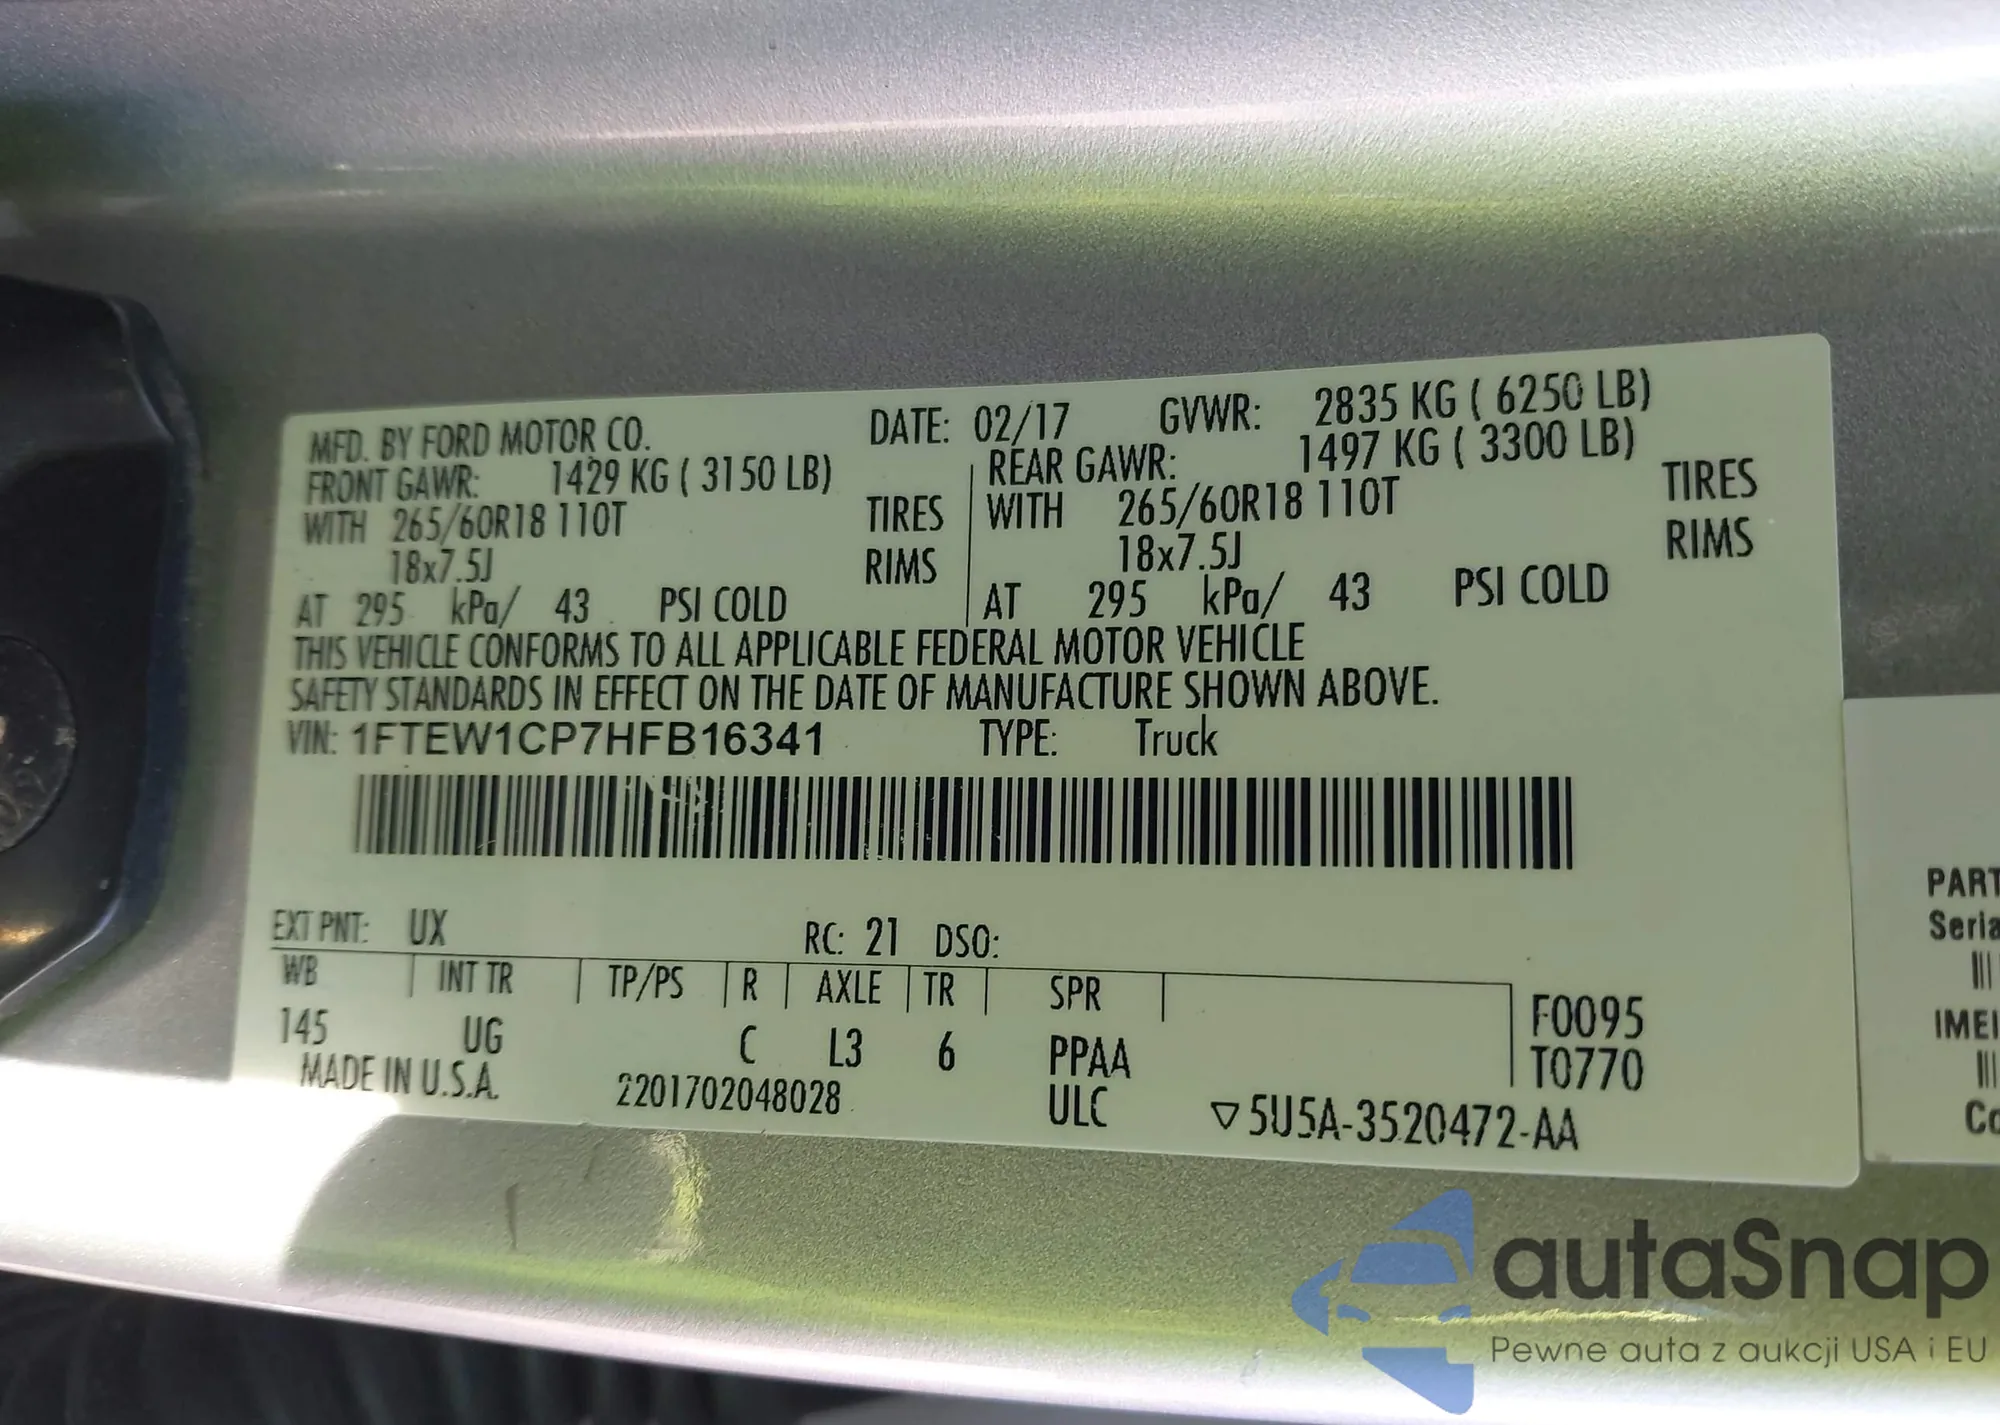 MFD. BY FORD MOTOR CO. DATE: 02/17 GVWR: 2835 KG ( 6250 LB)
FRONT GAWR: 1429 KG ( 3150 LB) REAR GAWR: 1497 KG ( 3300 LB)
WITH 265/60R18 110T TIRES WITH 265/60R18 110T TIRES
18x7.5J RIMS 18x7.5J RIMS
AT 295 kPa/ 43 PSI COLD AT 295 kPa/ 43 PSI COLD
THIS VEHICLE CONFORMS TO ALL APPLICABLE FEDERAL MOTOR VEHICLE
SAFETY STANDARDS IN EFFECT ON THE DATE OF MANUFACTURE SHOWN ABOVE.
VIN: 1FTEW1CP7HFB16341 TYPE: Truck
EXT PNT: UX RC: 21 DSO:
WB INT TR TP/PS R AXLE TR SPR
145 UG C L3 6 PPAA F0095
MADE IN U.S.A. 2201702048028 ULC T0770
▽5U5A-3520472-AA
PART
Seria
IMEI
Co
autaSnap
Pewne auta z aukcji USA i EU